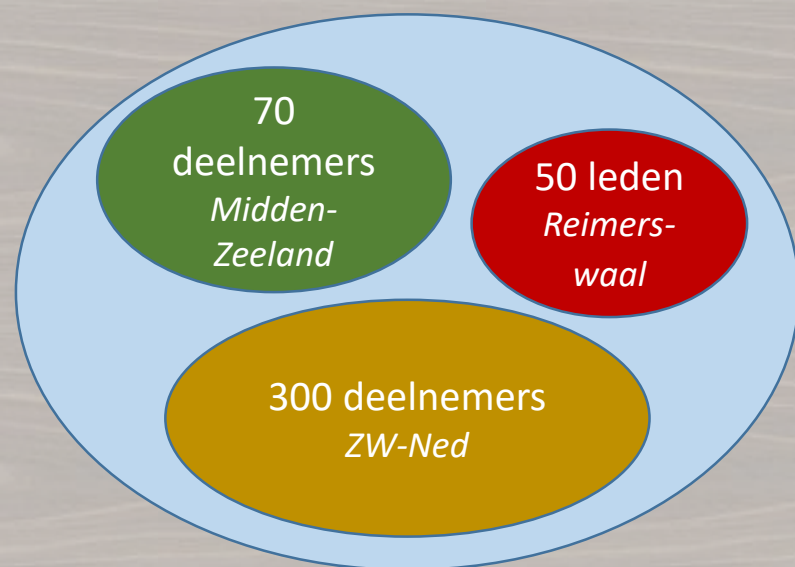 70
deelnemers
Midden-
Zeeland
50 leden
Reimers-
waal
300 deelnemers
ZW-Ned